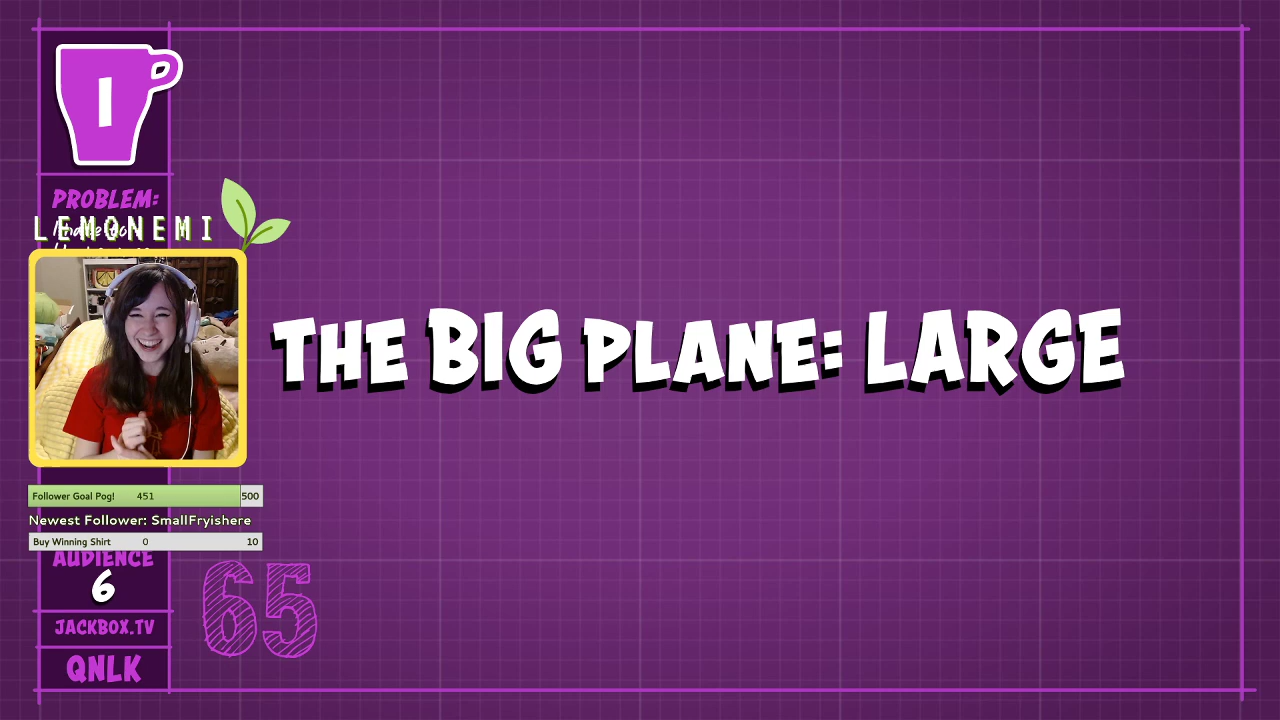 1
PROBLEM:
LEMONEMI
THE BIG PLANE: LARGE
Follower Goal Pog! 451 500
Newest Follower: SmallFryishere
Buy Winning Shirt 0 10
AUDIENCE
6
65
JACKBOX.TV
QNLK